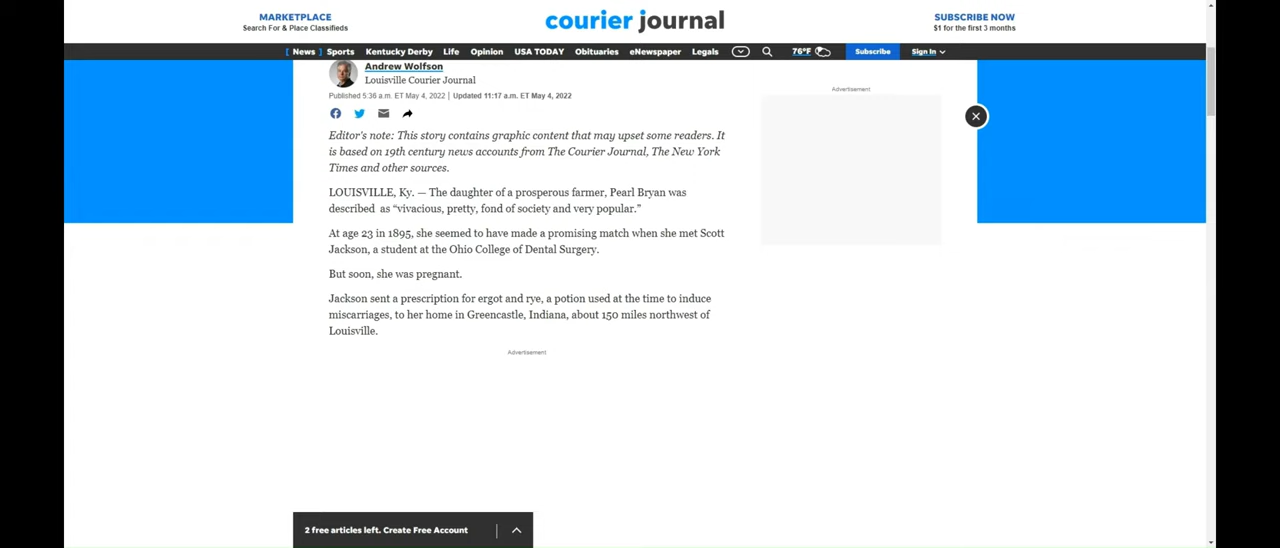 MARKETPLACE
Search For & Place Classifieds
courier journal
SUBSCRIBE NOW
$1 for the first 3 months
[ News ] Sports Kentucky Derby Life Opinion USA TODAY Obituaries eNewspaper Legals 76°F Subscribe Sign In
Andrew Wolfson
Louisville Courier Journal
Published 5:36 a.m. ET May 4, 2022 | Updated 11:17 a.m. ET May 4, 2022
Advertisement
Editor's note: This story contains graphic content that may upset some readers. It
is based on 19th century news accounts from The Courier Journal, The New York
Times and other sources.
LOUISVILLE, Ky. — The daughter of a prosperous farmer, Pearl Bryan was
described as “vivacious, pretty, fond of society and very popular.”
At age 23 in 1895, she seemed to have made a promising match when she met Scott
Jackson, a student at the Ohio College of Dental Surgery.
But soon, she was pregnant.
Jackson sent a prescription for ergot and rye, a potion used at the time to induce
miscarriages, to her home in Greencastle, Indiana, about 150 miles northwest of
Louisville.
Advertisement
2 free articles left. Create Free Account